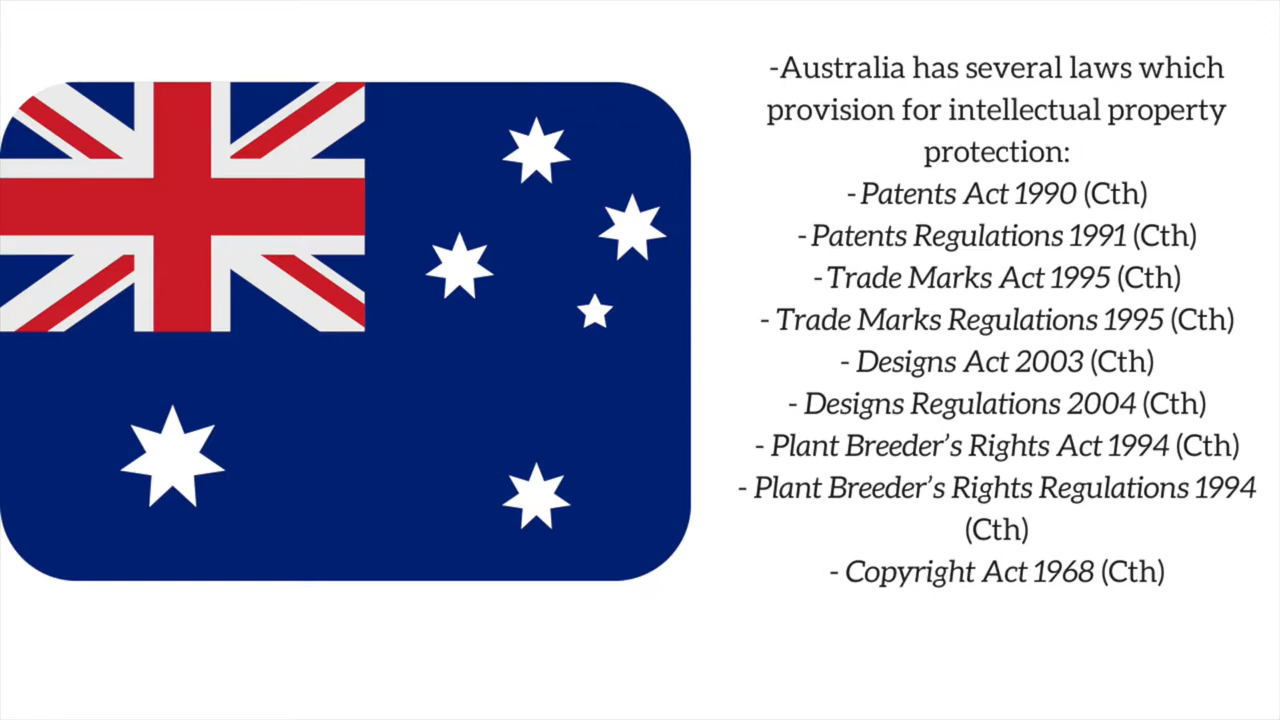 -Australia has several laws which
provision for intellectual property
protection:
- Patents Act 1990 (Cth)
- Patents Regulations 1991 (Cth)
- Trade Marks Act 1995 (Cth)
- Trade Marks Regulations 1995 (Cth)
- Designs Act 2003 (Cth)
- Designs Regulations 2004 (Cth)
- Plant Breeder’s Rights Act 1994 (Cth)
- Plant Breeder’s Rights Regulations 1994
(Cth)
- Copyright Act 1968 (Cth)